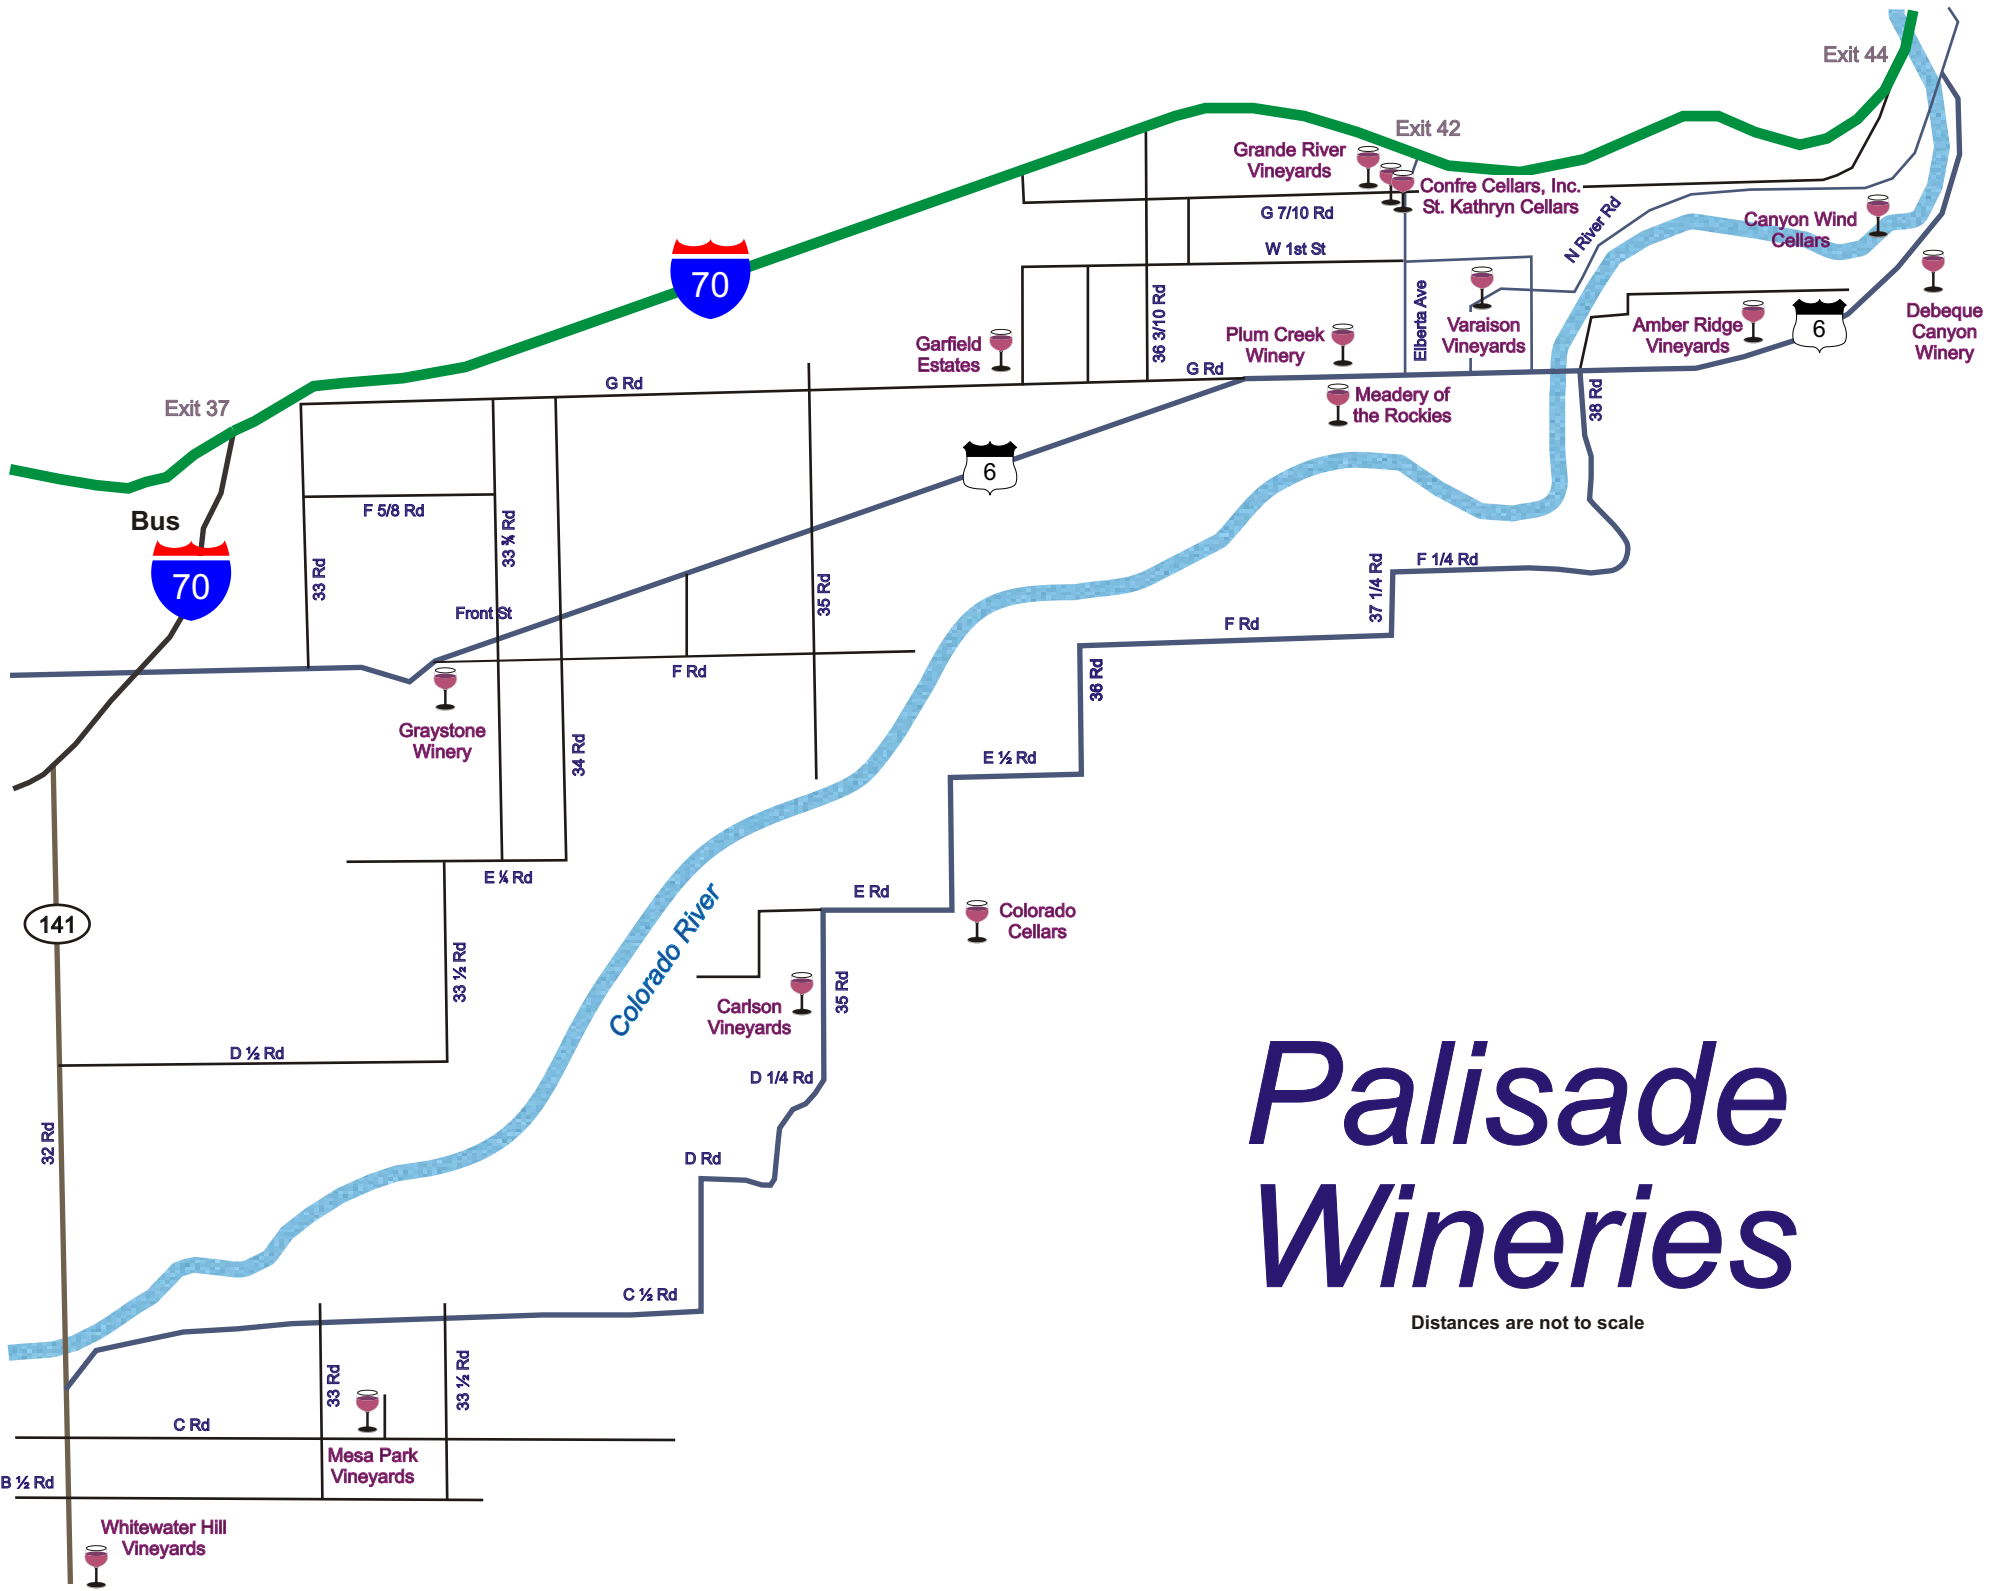 Exit 44
Exit 42
Grande River
Vineyards
Confre Cellars, Inc.
St. Kathryn Cellars
G 7/10 Rd
N River Rd
Canyon Wind
Cellars
W 1st St
70
36 3/10 Rd
Elberta Ave
Garfield
Estates
Plum Creek
Winery
Varaison
Vineyards
Amber Ridge
Vineyards
6
Debeque
Canyon
Winery
G Rd
G Rd
Exit 37
Meadery of
the Rockies
38 Rd
6
Bus
70
F 5/8 Rd
33 Rd
33 ¾ Rd
35 Rd
Front St
F Rd
37 1/4 Rd
F 1/4 Rd
F Rd
36 Rd
Graystone
Winery
34 Rd
E ½ Rd
E ¼ Rd
E Rd
Colorado
Cellars
141
33 ½ Rd
Colorado River
Carlson
Vineyards
35 Rd
D ½ Rd
D 1/4 Rd
32 Rd
D Rd
Palisade
Wineries
Distances are not to scale
C ½ Rd
33 Rd
33 ½ Rd
C Rd
Mesa Park
Vineyards
B ½ Rd
Whitewater Hill
Vineyards